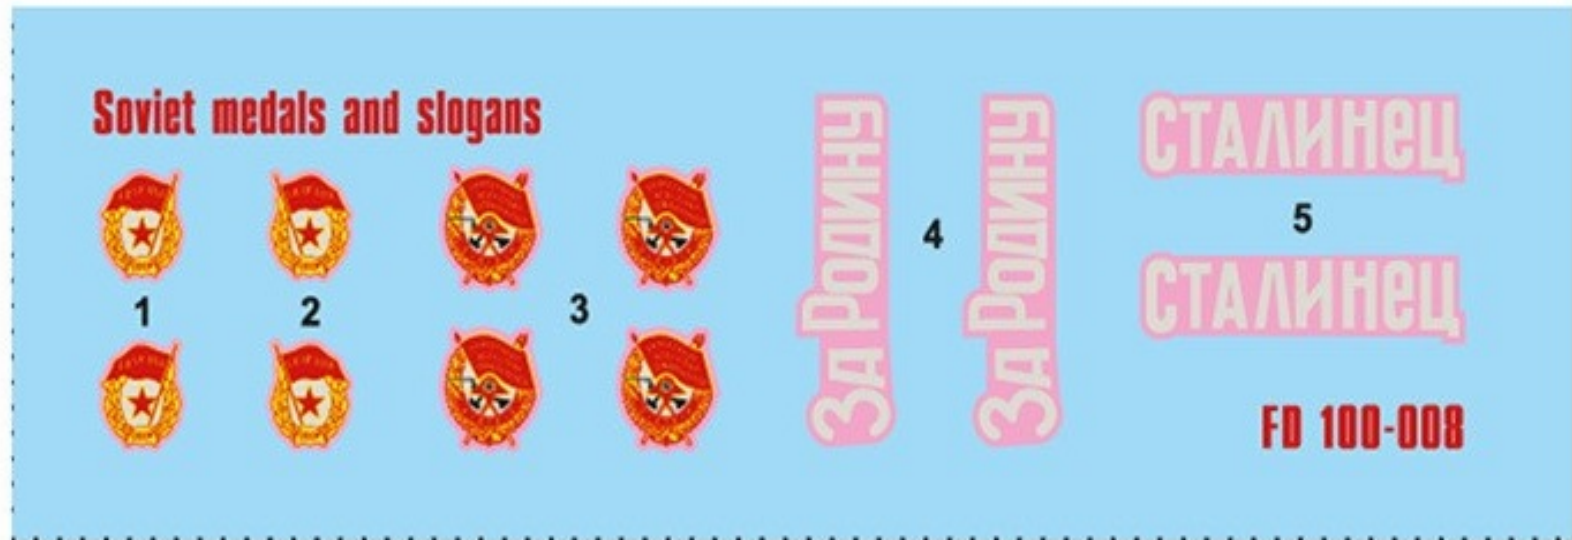 Soviet medals and slogans
1
2
3
За Родину
За Родину
4
Сталинец
5
Сталинец
FD 100-008